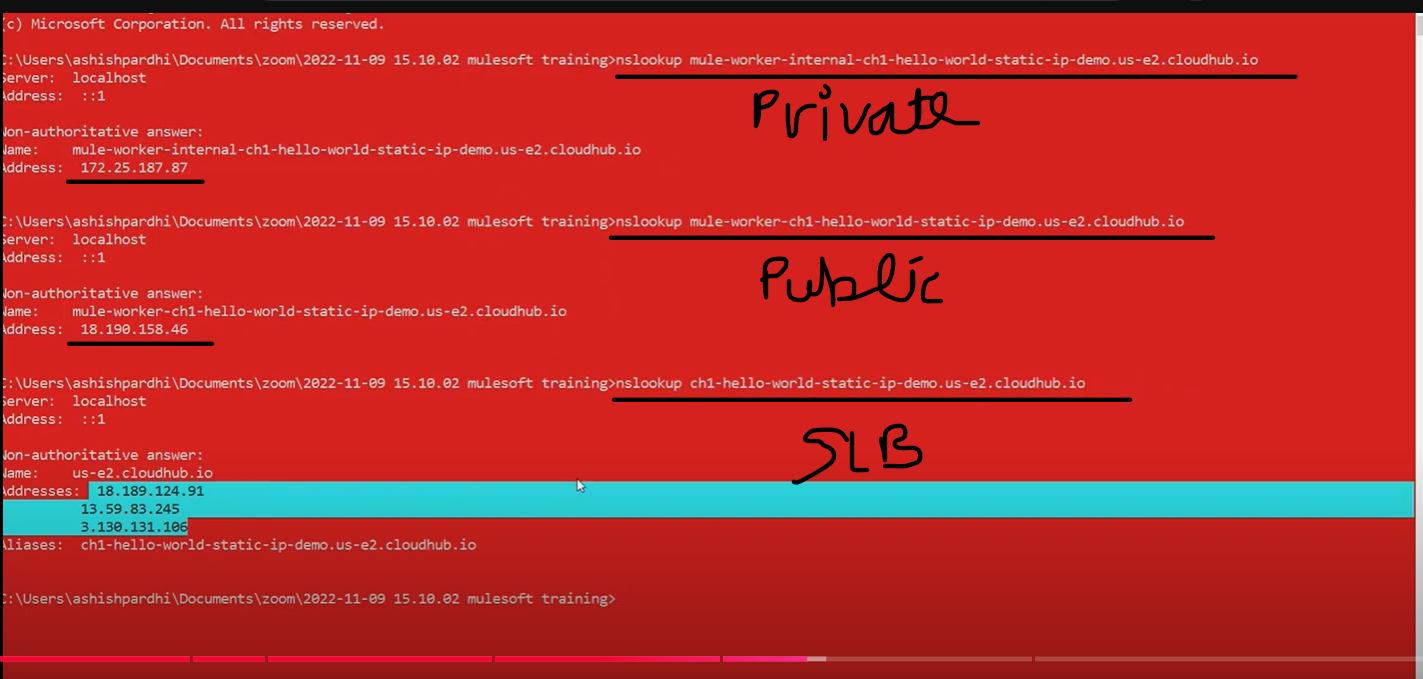 (c) Microsoft Corporation. All rights reserved.
C:\Users\ashishpardhi\Documents\zoom\2022-11-09 15.10.02 mulesoft training>nslookup mule-worker-internal-ch1-hello-world-static-ip-demo.us-e2.cloudhub.io
Server:  localhost
Address:  ::1
Private
Non-authoritative answer:
Name:    mule-worker-internal-ch1-hello-world-static-ip-demo.us-e2.cloudhub.io
Address:  172.25.187.87
C:\Users\ashishpardhi\Documents\zoom\2022-11-09 15.10.02 mulesoft training>nslookup mule-worker-ch1-hello-world-static-ip-demo.us-e2.cloudhub.io
Server:  localhost
Address:  ::1
Public
Non-authoritative answer:
Name:    mule-worker-ch1-hello-world-static-ip-demo.us-e2.cloudhub.io
Address:  18.190.158.46
C:\Users\ashishpardhi\Documents\zoom\2022-11-09 15.10.02 mulesoft training>nslookup ch1-hello-world-static-ip-demo.us-e2.cloudhub.io
Server:  localhost
Address:  ::1
SLB
Non-authoritative answer:
Name:    us-e2.cloudhub.io
Addresses:  18.189.124.91
13.59.83.245
3.130.131.106
Aliases:  ch1-hello-world-static-ip-demo.us-e2.cloudhub.io
C:\Users\ashishpardhi\Documents\zoom\2022-11-09 15.10.02 mulesoft training>